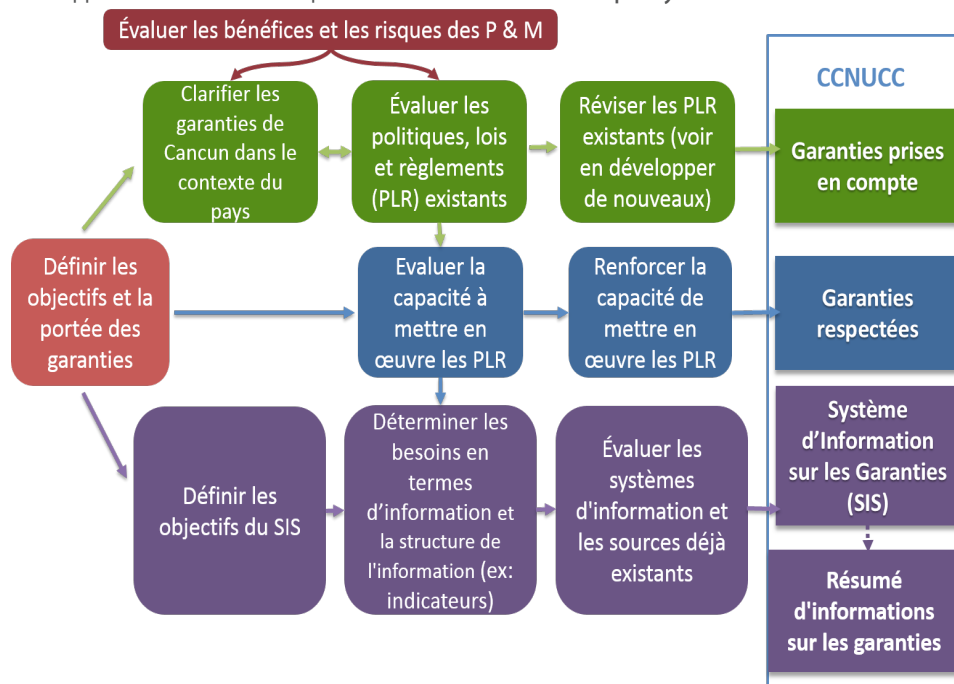 Évaluer les bénéfices et les risques des P & M
CCNUCC
Clarifier les
garanties de
Cancun dans le
contexte du
pays
Évaluer les
politiques, lois
et règlements
(PLR) existants
Réviser les PLR
existants (voir
en développer
de nouveaux)
Garanties prises
en compte
Définir les
objectifs et la
portée des
garanties
Evaluer la
capacité à
mettre en
œuvre les PLR
Renforcer la
capacité de
mettre en
œuvre les PLR
Garanties
respectées
Définir les
objectifs du SIS
Déterminer les
besoins en
termes
d’information et
la structure de
l'information (ex:
indicateurs)
Évaluer les
systèmes
d'information et
les sources déjà
existants
Système
d’Information
sur les Garanties
(SIS)
Résumé
d'informations
sur les garanties